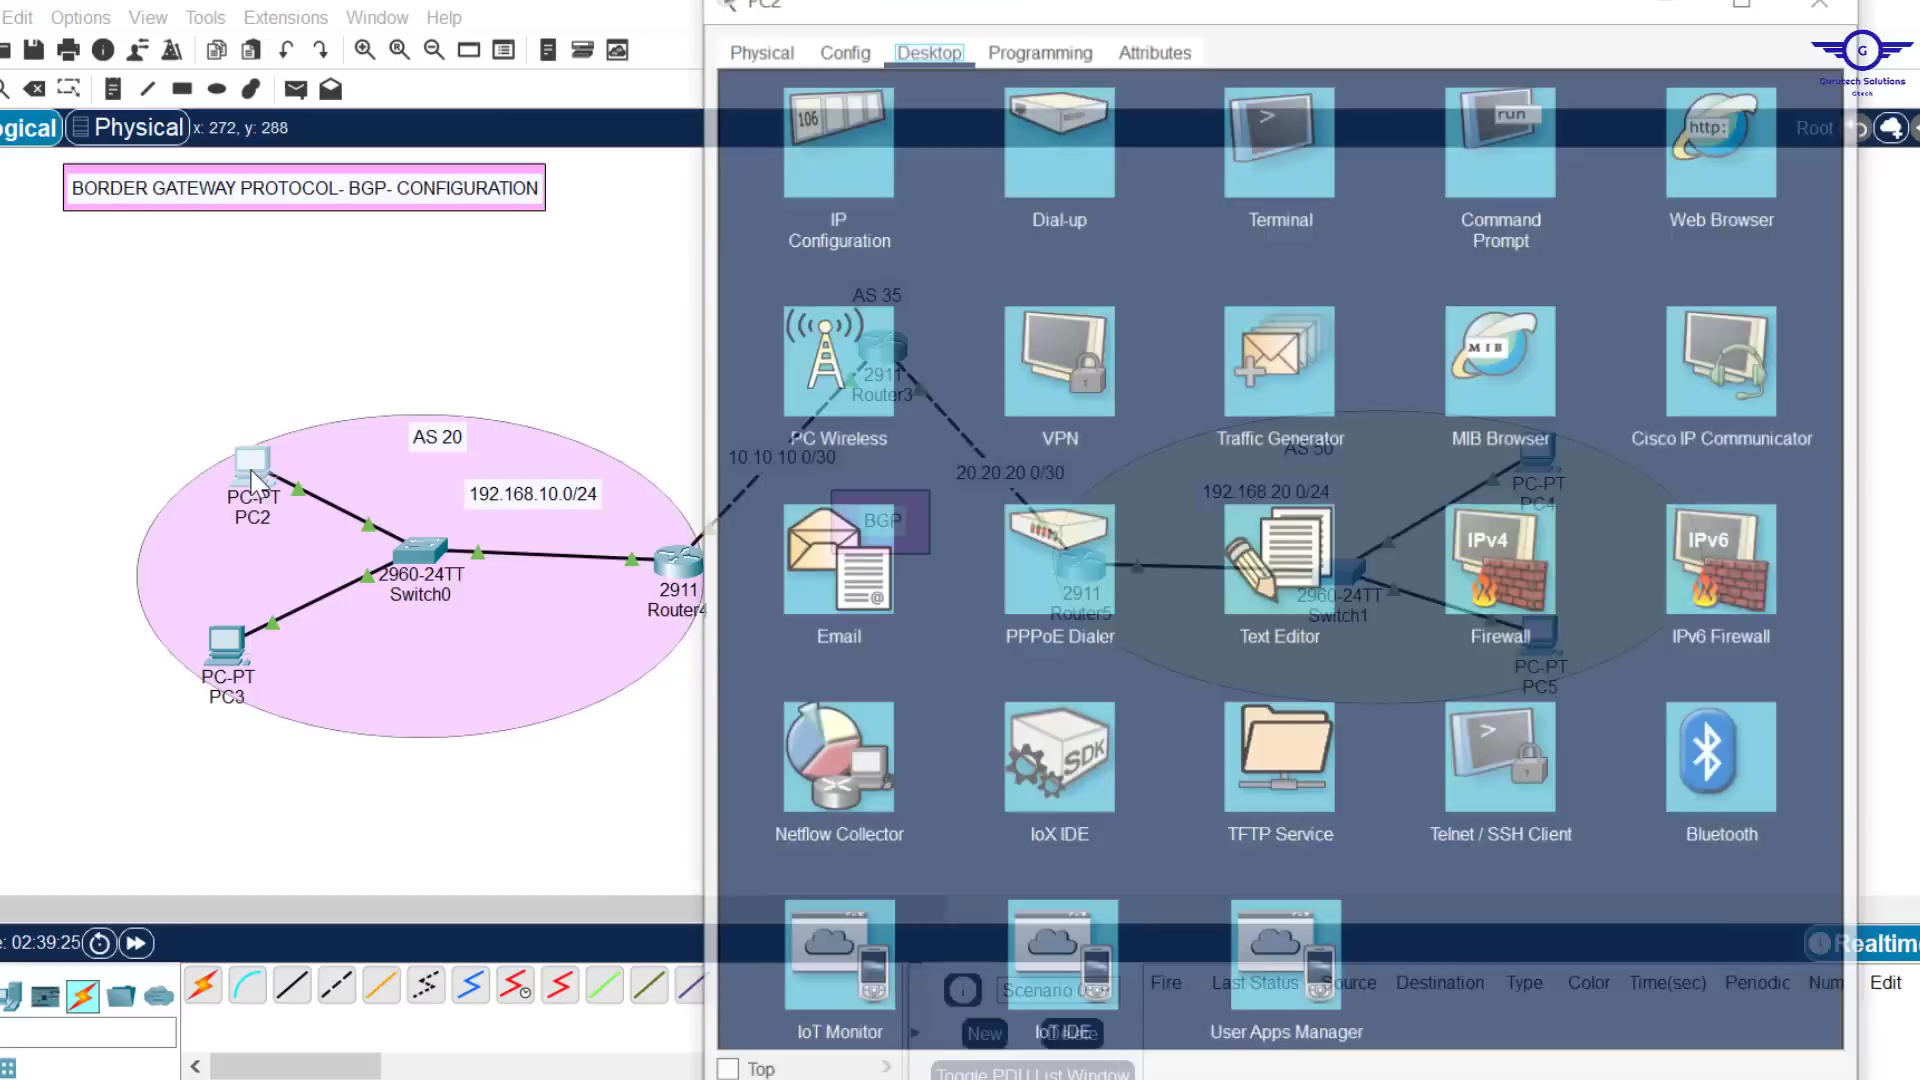 Edit Options View Tools Extensions Window Help
PC2
Physical Config Desktop Programming Attributes
G
Gurutech Solutions
Gtech
ogical Physical x: 272, y: 288
Root
BORDER GATEWAY PROTOCOL- BGP- CONFIGURATION
106
run
http:
IP
Configuration
Dial-up
Terminal
Command
Prompt
Web Browser
AS 35
2911
Router3
MIB
PC Wireless
VPN
Traffic Generator
MIB Browser
Cisco IP Communicator
AS 20
10.10.10 0/30
20.20.20 0/30
AS 50
192.168.10.0/24
192.168.20 0/24
PC-PT
PC2
PC-PT
PC4
BGP
IPv4
IPv6
2960-24TT
Switch0
2911
Router4
2911
Router5
2960-24TT
Switch1
Email
PPPoE Dialer
Text Editor
Firewall
IPv6 Firewall
PC-PT
PC3
PC-PT
PC5
SDK
Netflow Collector
IoX IDE
TFTP Service
Telnet / SSH Client
Bluetooth
: 02:39:25
Realtime
Scenario 0
Fire Last Status Source Destination Type Color Time(sec) Periodic Num Edit
New
IoT Monitor
IoT IDE
User Apps Manager
Top
Toggle PDU List Window